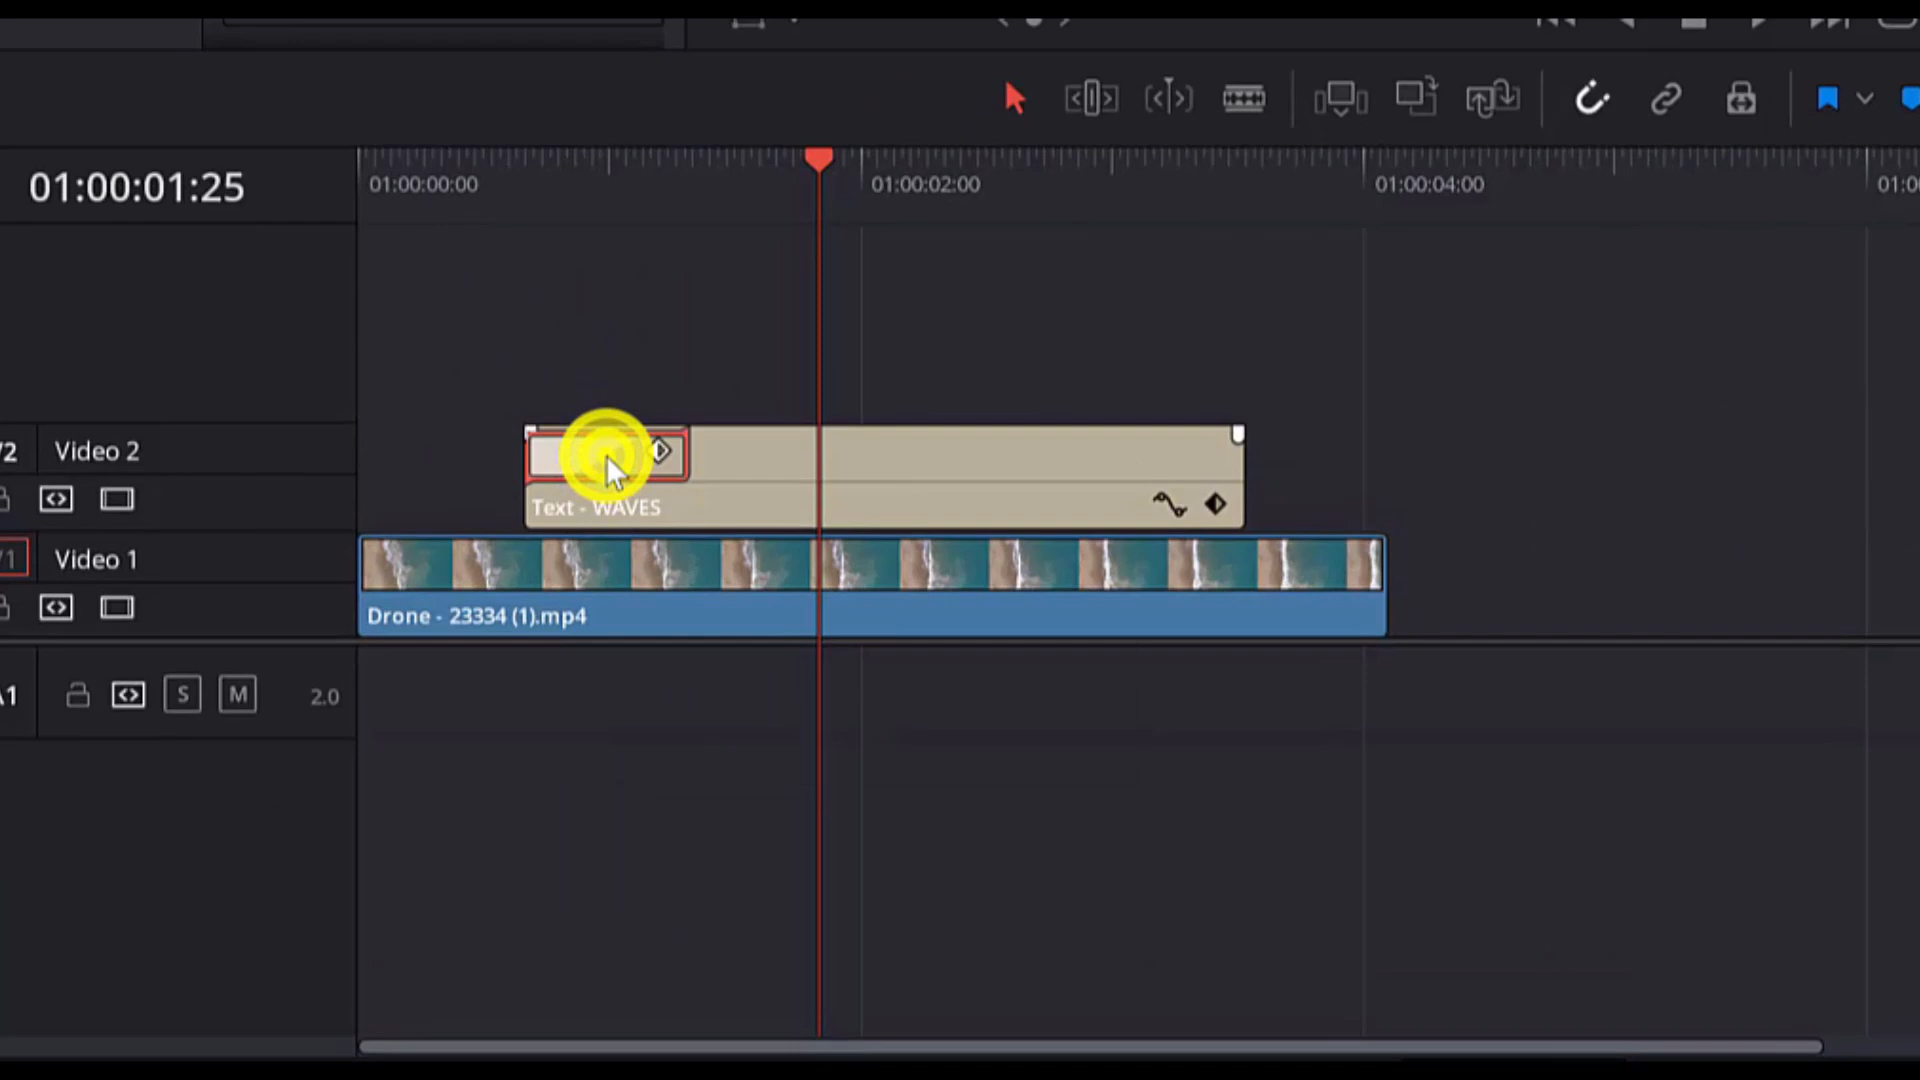 01:00:01:25
01:00:00:00
01:00:02:00
01:00:04:00
Video 2
Text - WAVES
Video 1
Drone - 23334 (1).mp4
S
M
2.0